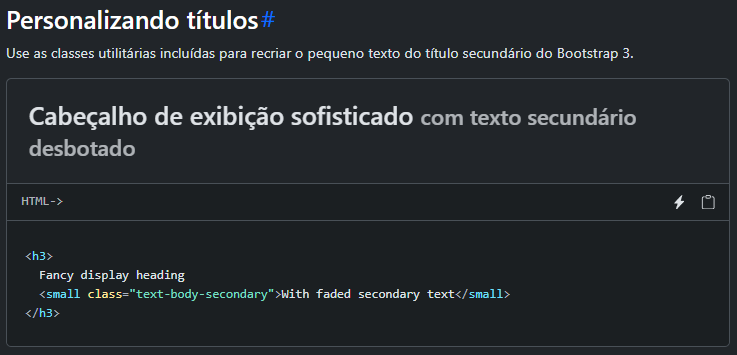 Personalizando títulos#
Use as classes utilitárias incluídas para recriar o pequeno texto do título secundário do Bootstrap 3.
Cabeçalho de exibição sofisticado com texto secundário
desbotado
HTML->
<h3>
  Fancy display heading
  <small class="text-body-secondary">With faded secondary text</small>
</h3>